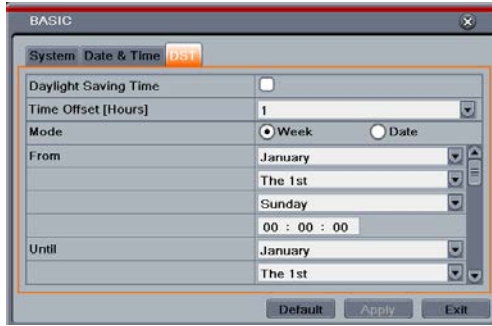 BASIC
System Date & Time DST
Daylight Saving Time
Time Offset [Hours] 1
Mode Week Date
From January
The 1st
Sunday
00 : 00 : 00
Until January
The 1st
Default Apply Exit